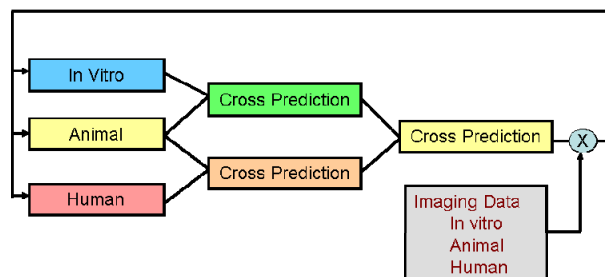 In Vitro
Animal
Human
Cross Prediction
Cross Prediction
Cross Prediction
X
Imaging Data
In vitro
Animal
Human